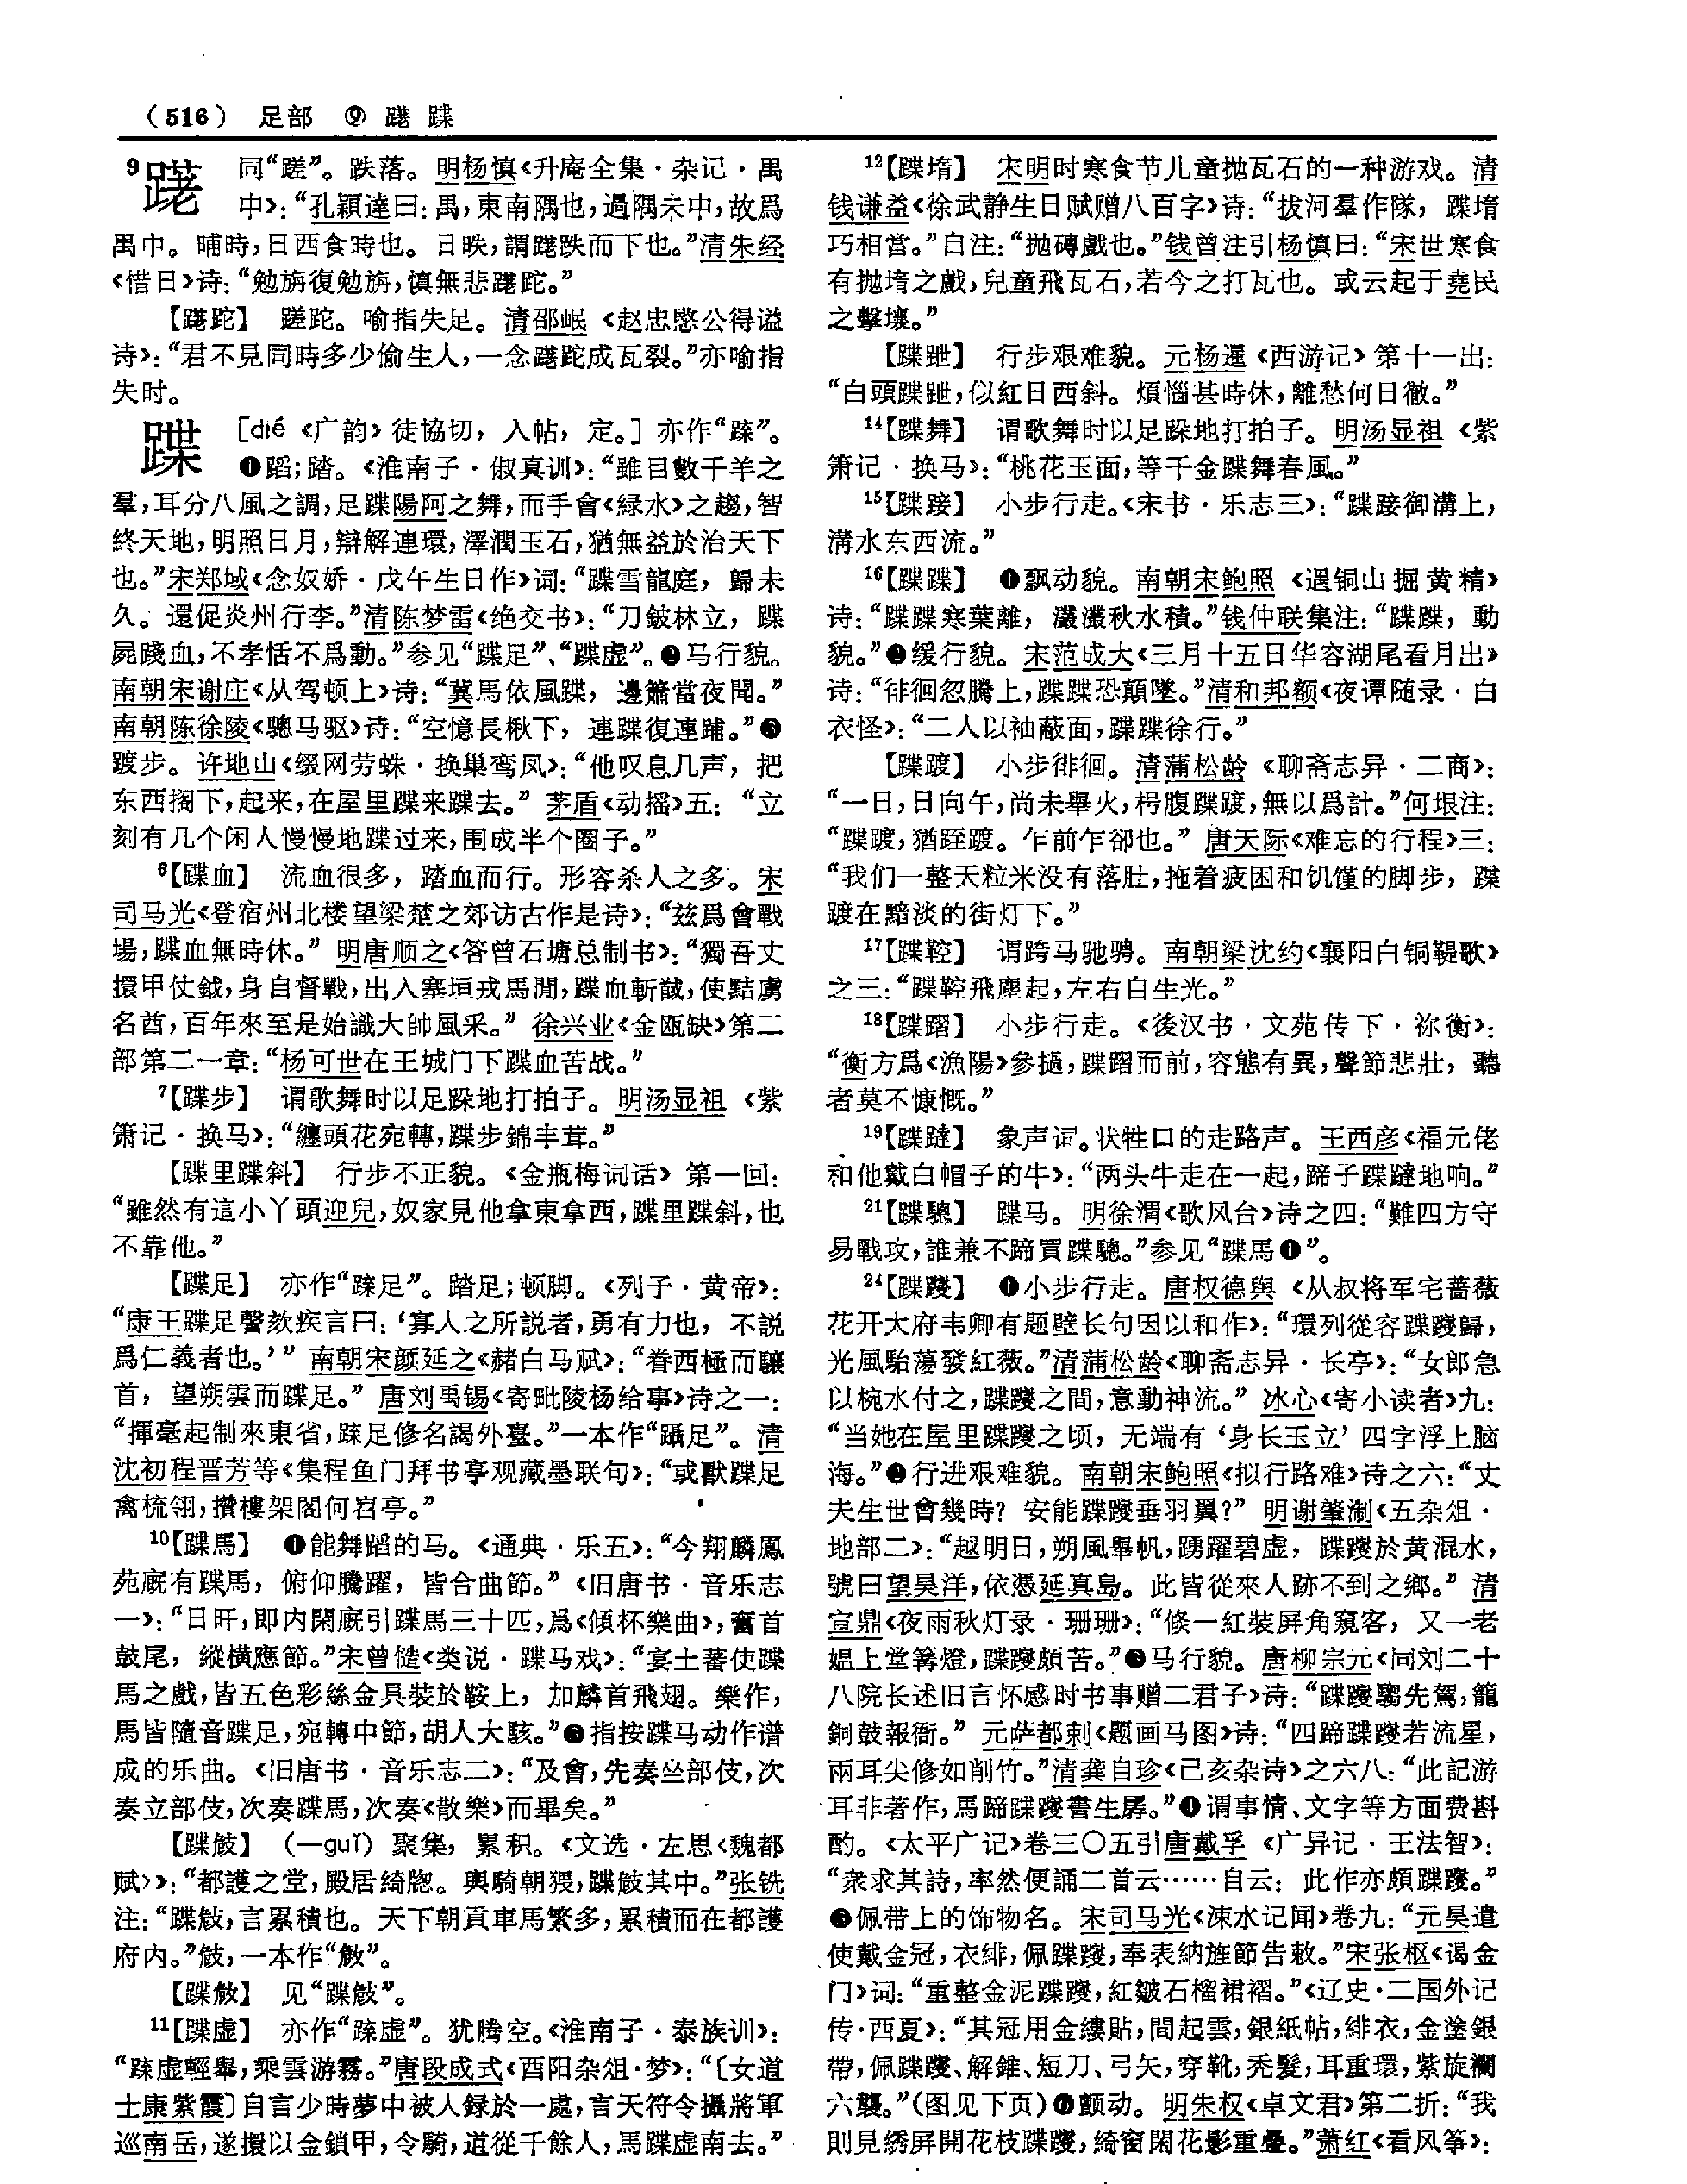 （516） 足部 ⑨ 蹉 蹀
9 同“蹉”。跌落。明杨慎《升庵全集·杂记·禺
中》：“孔穎達曰：禺，東南隅也，過隅未中，故爲
禺中。晡時，日西食時也。日昳，謂蹉跌而下也。”清朱经
《惜日》诗：“勉旃復勉旃，慎無悲蹉跎。”
【蹉跎】 蹉跎。喻指失足。清邵岷《赵忠愍公得谥
诗》：“君不見同時多少偷生人，一念蹉跎成瓦裂。”亦喻指
失时。
蹀 ［dié《广韵》徒協切，入帖，定。］亦作“跦”。
❶蹈；踏。《淮南子·俶真训》：“雖目數千羊之
羣，耳分八風之調，足蹀陽阿之舞，而手會《緑水》之趨，智
終天地，明照日月，辯解連環，澤潤玉石，猶無益於治天下
也。”宋郑域《念奴娇·戊午生日作》词：“蹀雪龍庭，歸未
久。還促炎州行李。”清陈梦雷《绝交书》：“刀鈹林立，蹀
屍踐血，不孝恬不爲動。”参见“蹀足”、“蹀虚”。❷马行貌。
南朝宋谢庄《从驾顿上》诗：“冀馬依風蹀，邊簫當夜聞。”
南朝陈徐陵《骢马驱》诗：“空憶長楸下，連蹀復連䟺。”❸
踱步。许地山《缀网劳蛛·换巢鸾凤》：“他叹息几声，把
东西搁下，起来，在屋里蹀来蹀去。”茅盾《动摇》五：“立
刻有几个闲人慢慢地蹀过来，围成半个圈子。”
6【蹀血】 流血很多，踏血而行。形容杀人之多。宋
司马光《登宿州北楼望梁楚之郊访古作是诗》：“兹爲會戰
場，蹀血無時休。”明唐顺之《答曾石塘总制书》：“獨吾丈
擐甲仗鉞，身自督戰，出入塞垣戎馬間，蹀血斬馘，使黠虜
名酋，百年來至是始識大帥風采。”徐兴业《金瓯缺》第二
部第二一章：“杨可世在王城门下蹀血苦战。”
7【蹀步】 谓歌舞时以足跺地打拍子。明汤显祖《紫
箫记·换马》：“纏頭花宛轉，蹀步錦丰茸。”
【蹀里蹀斜】 行步不正貌。《金瓶梅词话》第一回：
“雖然有這小丫頭迎兒，奴家見他拿東拿西，蹀里蹀斜，也
不靠他。”
【蹀足】 亦作“跦足”。踏足；顿脚。《列子·黄帝》：
“康王蹀足謦欬疾言曰：‘寡人之所説者，勇有力也，不説
爲仁義者也。’”南朝宋颜延之《赭白马赋》：“眷西極而驤
首，望朔雲而蹀足。”唐刘禹锡《寄毗陵杨给事》诗之一：
“揮毫起制來東省，跦足修名謁外臺。”一本作“躡足”。清
沈初程晋芳等《集程鱼门拜书亭观藏墨联句》：“或獸蹀足
禽梳翎，攢樓架閣何岧亭。”
10【蹀馬】 ❶能舞蹈的马。《通典·乐五》：“今翔麟鳳
苑廄有蹀馬，俯仰騰躍，皆合曲節。”《旧唐书·音乐志
一》：“日旰，即内閑廄引蹀馬三十匹，爲《傾杯樂曲》，奮首
鼓尾，縱横應節。”宋曾慥《类说·蹀马戏》：“宴土蕃使蹀
馬之戲，皆五色彩絲金具裝於鞍上，加麟首飛翅。樂作，
馬皆隨音蹀足，宛轉中節，胡人大駭。”❷指按蹀马动作谱
成的乐曲。《旧唐书·音乐志二》：“及會，先奏坐部伎，次
奏立部伎，次奏蹀馬，次奏《散樂》而畢矣。”
【蹀㩻】 （—guǐ）聚集，累积。《文选·左思〈魏都
赋〉》：“都護之堂，殿居綺牕。輿騎朝猥，蹀㩻其中。”张铣
注：“蹀㩻，言累積也。天下朝貢車馬繁多，累積而在都護
府内。”㩻，一本作“敿”。
【蹀敿】 见“蹀㩻”。
11【蹀虚】 亦作“跦虚”。犹腾空。《淮南子·泰族训》：
“跦虚輕舉，乘雲游霧。”唐段成式《酉阳杂俎·梦》：“〔女道
士康紫霞〕自言少時夢中被人録於一處，言天符令攝將軍
巡南岳，遂擐以金鎖甲，令騎，道從千餘人，馬蹀虚南去。”
12【蹀堶】 宋明时寒食节儿童抛瓦石的一种游戏。清
钱谦益《徐武静生日赋赠八百字》诗：“拔河羣作隊，蹀堶
巧相當。”自注：“抛磚戲也。”钱曾注引杨慎曰：“宋世寒食
有抛堶之戲，兒童飛瓦石，若今之打瓦也。或云起于堯民
之擊壤。”
【蹀跇】 行步艰难貌。元杨暹《西游记》第十一出：
“白頭蹀跇，似紅日西斜。煩惱甚時休，離愁何日徹。”
14【蹀舞】 谓歌舞时以足跺地打拍子。明汤显祖《紫
箫记·换马》：“桃花玉面，等千金蹀舞春風。”
15【蹀踥】 小步行走。《宋书·乐志三》：“蹀踥御溝上，
溝水东西流。”
16【蹀蹀】 ❶飘动貌。南朝宋鲍照《遇铜山掘黄精》
诗：“蹀蹀寒葉離，灇灇秋水積。”钱仲联集注：“蹀蹀，動
貌。”❷缓行貌。宋范成大《三月十五日华容湖尾看月出》
诗：“徘徊忽騰上，蹀蹀恐顛墜。”清和邦额《夜谭随录·白
衣怪》：“二人以袖蔽面，蹀蹀徐行。”
【蹀踱】 小步徘徊。清蒲松龄《聊斋志异·二商》：
“一日，日向午，尚未舉火，枵腹蹀踱，無以爲計。”何垠注：
“蹀踱，猶跮踱。乍前乍郤也。”唐天际《难忘的行程》三：
“我们一整天粒米没有落肚，拖着疲困和饥馑的脚步，蹀
踱在黯淡的街灯下。”
17【蹀鞚】 谓跨马驰骋。南朝梁沈约《襄阳白铜鞮歌》
之三：“蹀鞚飛塵起，左右自生光。”
18【蹀䠧】 小步行走。《後汉书·文苑传下·祢衡》：
“衡方爲《漁陽》參撾，蹀䠧而前，容態有異，聲節悲壯，聽
者莫不慷慨。”
19【蹀躂】 象声词。状牲口的走路声。王西彦《福元佬
和他戴白帽子的牛》：“两头牛走在一起，蹄子蹀躂地响。”
21【蹀驄】 蹀马。明徐渭《歌风台》诗之四：“難四方守
易戰攻，誰兼不蹄買蹀驄。”参见“蹀馬❶”。
24【蹀躞】 ❶小步行走。唐权德舆《从叔将军宅蔷薇
花开太府韦卿有题壁长句因以和作》：“環列從容蹀躞歸，
光風駘蕩發紅薇。”清蒲松龄《聊斋志异·长亭》：“女郎急
以椀水付之，蹀躞之間，意動神流。”冰心《寄小读者》九：
“当她在屋里蹀躞之顷，无端有‘身长玉立’四字浮上脑
海。”❷行进艰难貌。南朝宋鲍照《拟行路难》诗之六：“丈
夫生世會幾時？安能蹀躞垂羽翼？”明谢肇淛《五杂俎·
地部二》：“越明日，朔風舉帆，踴躍碧虚，蹀躞於黄混水，
號曰望昊洋，依憑延真島。此皆從來人跡不到之鄉。”清
宣鼎《夜雨秋灯录·珊珊》：“倏一紅裝屏角窺客，又一老
媪上堂篝燈，蹀躞頗苦。”❸马行貌。唐柳宗元《同刘二十
八院长述旧言怀感时书事赠二君子》诗：“蹀躞騶先駕，籠
銅鼓報衙。”元萨都剌《题画马图》诗：“四蹄蹀躞若流星，
兩耳尖修如削竹。”清龚自珍《己亥杂诗》之六八：“此記游
耳非著作，馬蹄蹀躞書生孱。”❹谓事情、文字等方面费斟
酌。《太平广记》卷三〇五引唐戴孚《广异记·王法智》：
“衆求其詩，率然便誦二首云……自云：此作亦頗蹀躞。”
❺佩带上的饰物名。宋司马光《涑水记闻》卷九：“元昊遣
使戴金冠，衣緋，佩蹀躞，奉表納旌節告敕。”宋张枢《谒金
门》词：“重整金泥蹀躞，紅皺石榴裙褶。”《辽史·二国外记
传·西夏》：“其冠用金縷貼，間起雲，銀紙帖，緋衣，金塗銀
帶，佩蹀躞、解錐、短刀、弓矢，穿靴，禿髮，耳重環，紫旋襴
六襲。”（图见下页）❻颤动。明朱权《卓文君》第二折：“我
則見綉屏開花枝蹀躞，綺窗閑花影重疊。”萧红《看风筝》：